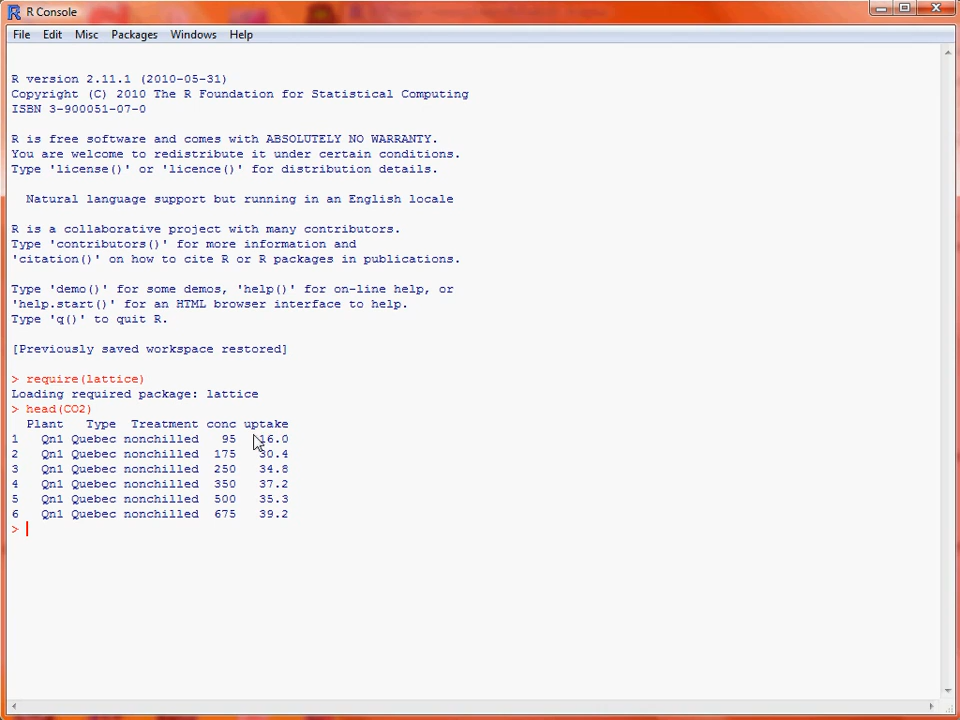 R Console
File Edit Misc Packages Windows Help
R version 2.11.1 (2010-05-31)
Copyright (C) 2010 The R Foundation for Statistical Computing
ISBN 3-900051-07-0
R is free software and comes with ABSOLUTELY NO WARRANTY.
You are welcome to redistribute it under certain conditions.
Type 'license()' or 'licence()' for distribution details.
Natural language support but running in an English locale
R is a collaborative project with many contributors.
Type 'contributors()' for more information and
'citation()' on how to cite R or R packages in publications.
Type 'demo()' for some demos, 'help()' for on-line help, or
'help.start()' for an HTML browser interface to help.
Type 'q()' to quit R.
[Previously saved workspace restored]
> require(lattice)
Loading required package: lattice
> head(CO2)
Plant Type Treatment conc uptake
1 Qn1 Quebec nonchilled 95 16.0
2 Qn1 Quebec nonchilled 175 30.4
3 Qn1 Quebec nonchilled 250 34.8
4 Qn1 Quebec nonchilled 350 37.2
5 Qn1 Quebec nonchilled 500 35.3
6 Qn1 Quebec nonchilled 675 39.2
>